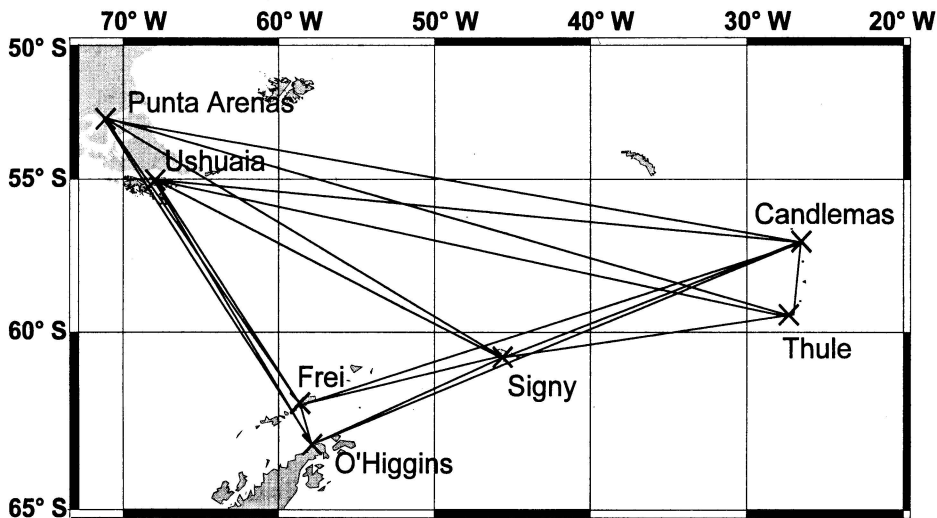 70° W 60° W 50° W 40° W 30° W 20° W
50° S
Punta Arenas
Ushuaia
55° S
Candlemas
60° S
Thule
Frei
Signy
O'Higgins
65° S